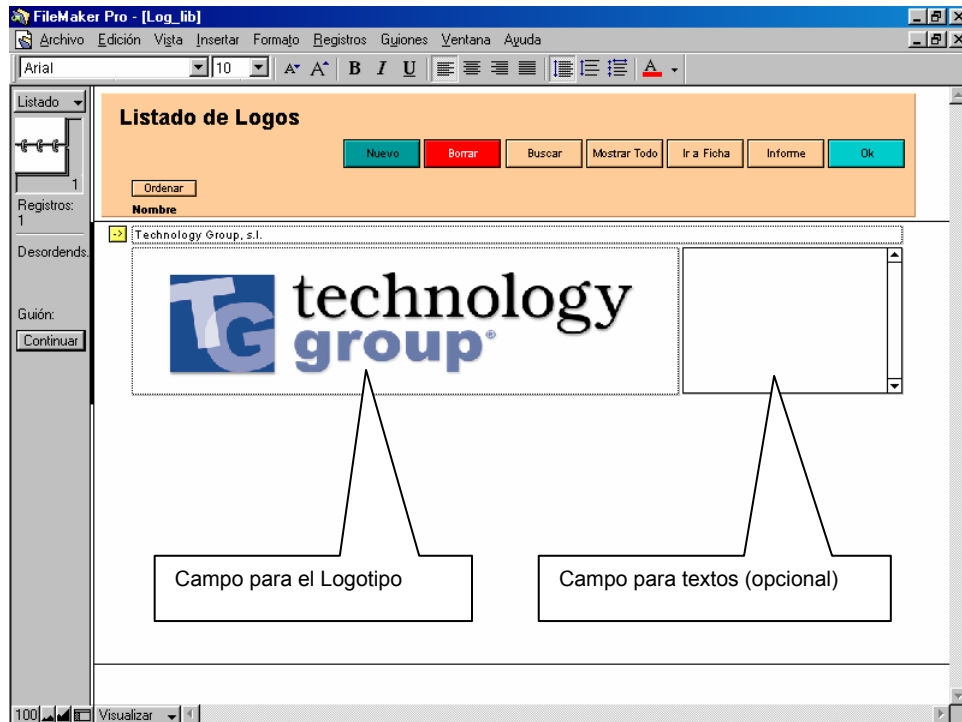 FileMaker Pro - [Log_lib]
Archivo Edición Vista Insertar Formato Registros Guiones Ventana Ayuda
Arial 10 A A B I U A
Listado
Listado de Logos
Nuevo Borrar Buscar Mostrar Todo Ir a Ficha Informe Ok
1
Ordenar
Registros:
1
Nombre
-> Technology Group, s.l.
Desordends.
TG technology
group®
Guión:
Continuar
Campo para el Logotipo
Campo para textos (opcional)
100 Visualizar